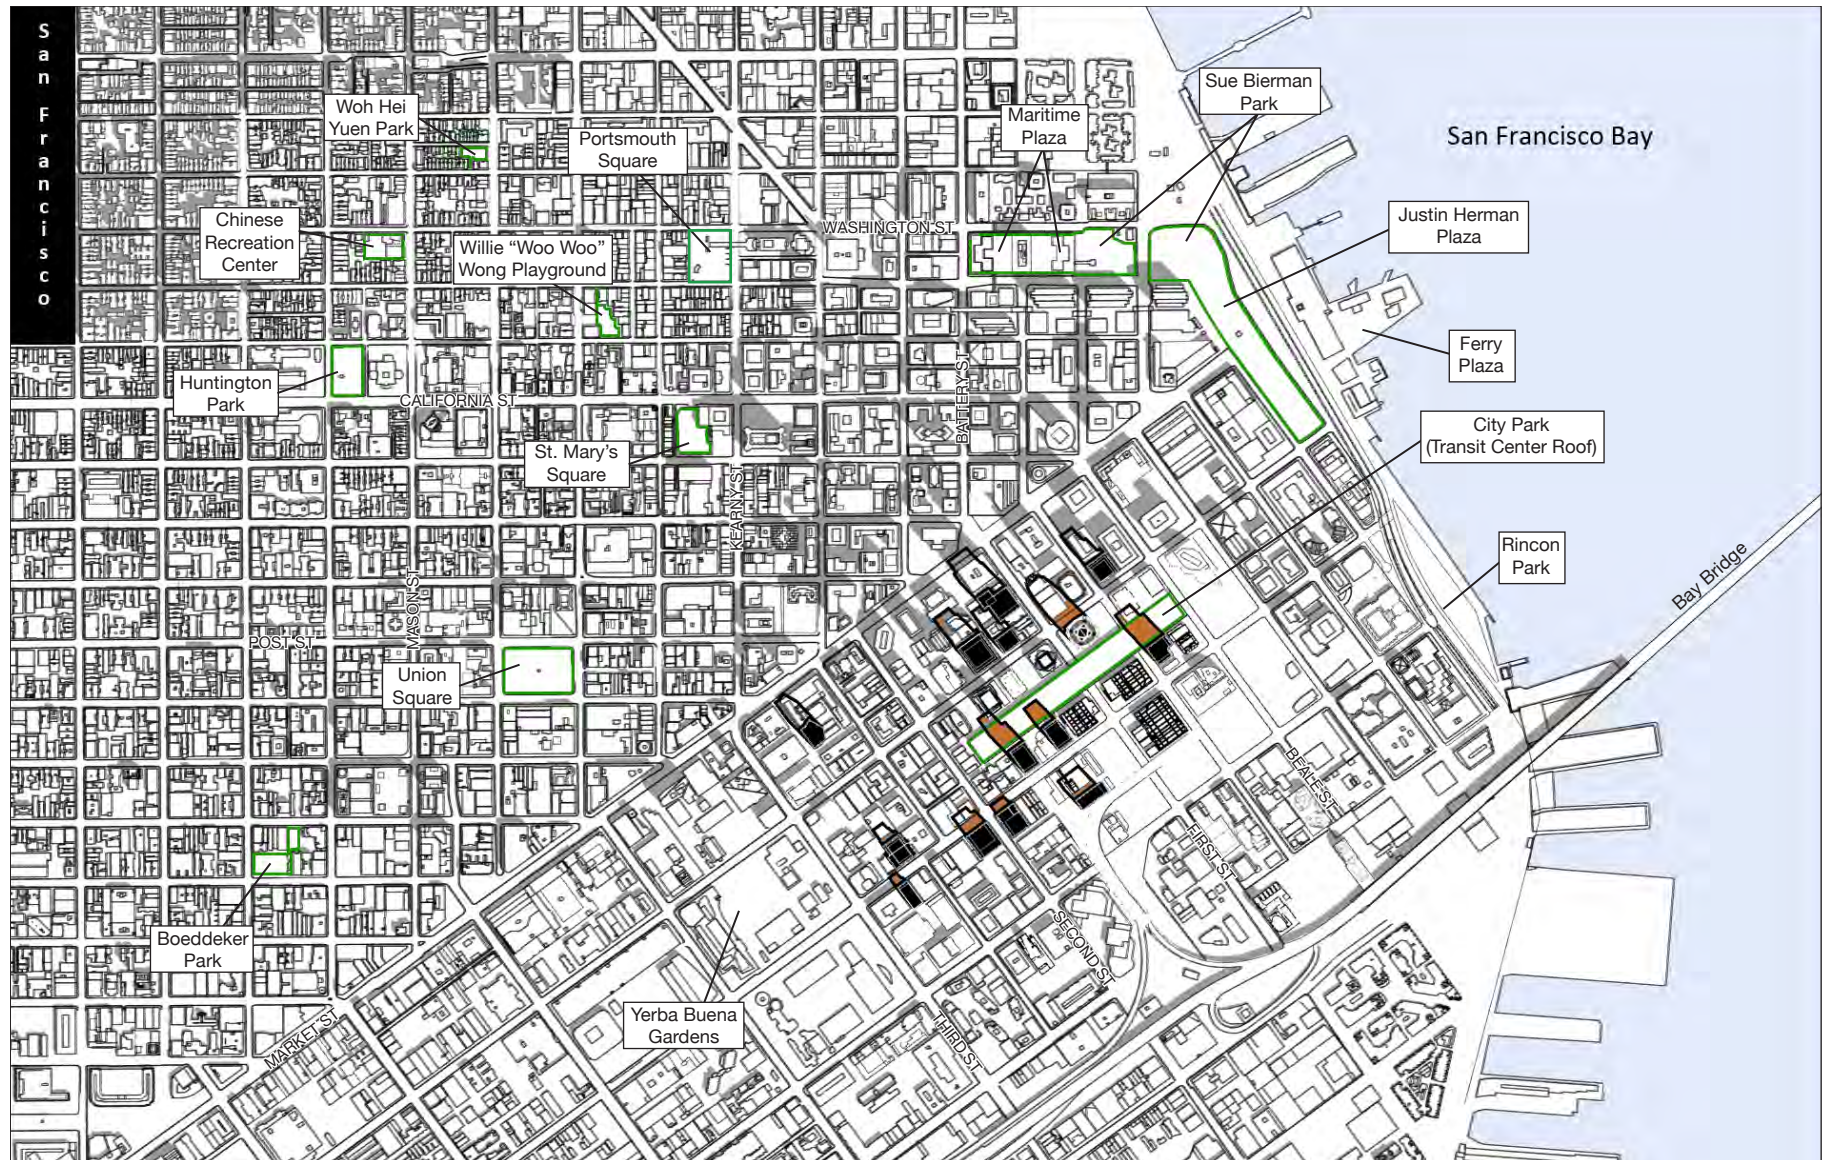 San Francisco
Woh Hei
Yuen Park
Portsmouth
Square
Maritime
Plaza
Sue Bierman
Park
San Francisco Bay
Chinese
Recreation
Center
Willie “Woo Woo”
Wong Playground
WASHINGTON ST
Justin Herman
Plaza
Ferry
Plaza
Huntington
Park
CALIFORNIA ST
BATTERY ST
City Park
(Transit Center Roof)
St. Mary’s
Square
KEARNY ST
Rincon
Park
Bay Bridge
MASON ST
POST ST
Union
Square
BEALE ST
FIRST ST
Boeddeker
Park
SECOND ST
Yerba Buena
Gardens
MARKET ST
THIRD ST